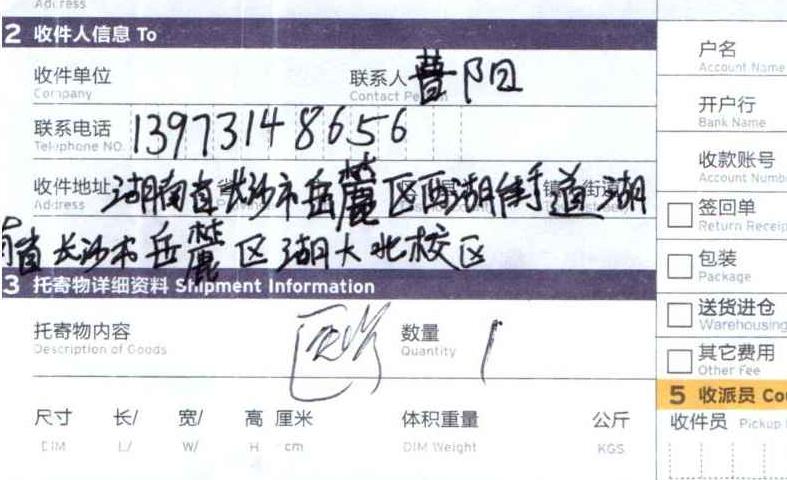 Address
2 收件人信息 To
收件单位
Company
联系人 曹阳
Contact Person
联系电话 13973148656
Telephone NO.
收件地址 湖南省长沙市岳麓区西湖街道湖
Address
南省长沙市岳麓区湖大北校区
3 托寄物详细资料 Shipment Information
托寄物内容
Description of Goods
数量 1
Quantity
尺寸 长/ 宽/ 高 厘米 体积重量 公斤
DIM L/ W/ H cm DIM Weight KGS
户名
Account Name
开户行
Bank Name
收款账号
Account Numb
签回单
Return Receip
包装
Package
送货进仓
Warehousing
其它费用
Other Fee
5 收派员 Cou
收件员 Pickup